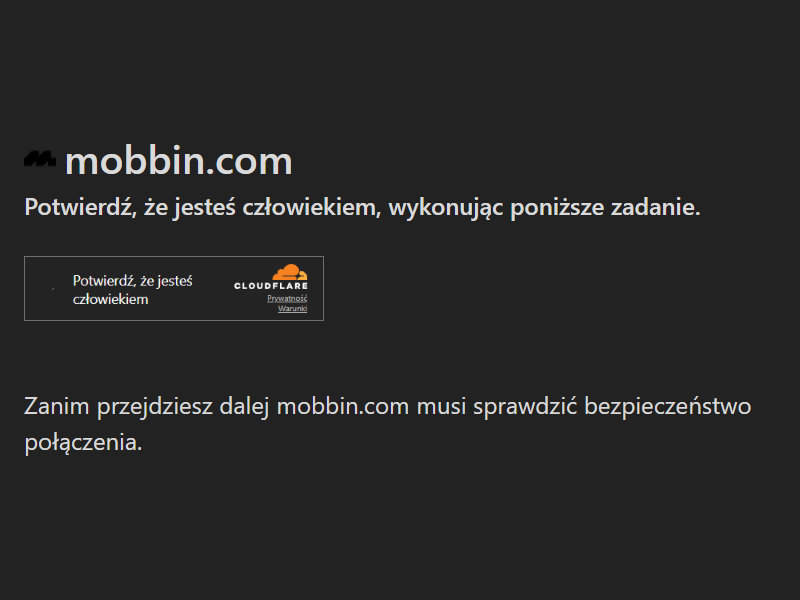 mobbin.com
Potwierdź, że jesteś człowiekiem, wykonując poniższe zadanie.
Potwierdź, że jesteś
człowiekiem
CLOUDFLARE
Prywatność
Warunki
Zanim przejdziesz dalej mobbin.com musi sprawdzić bezpieczeństwo
połączenia.